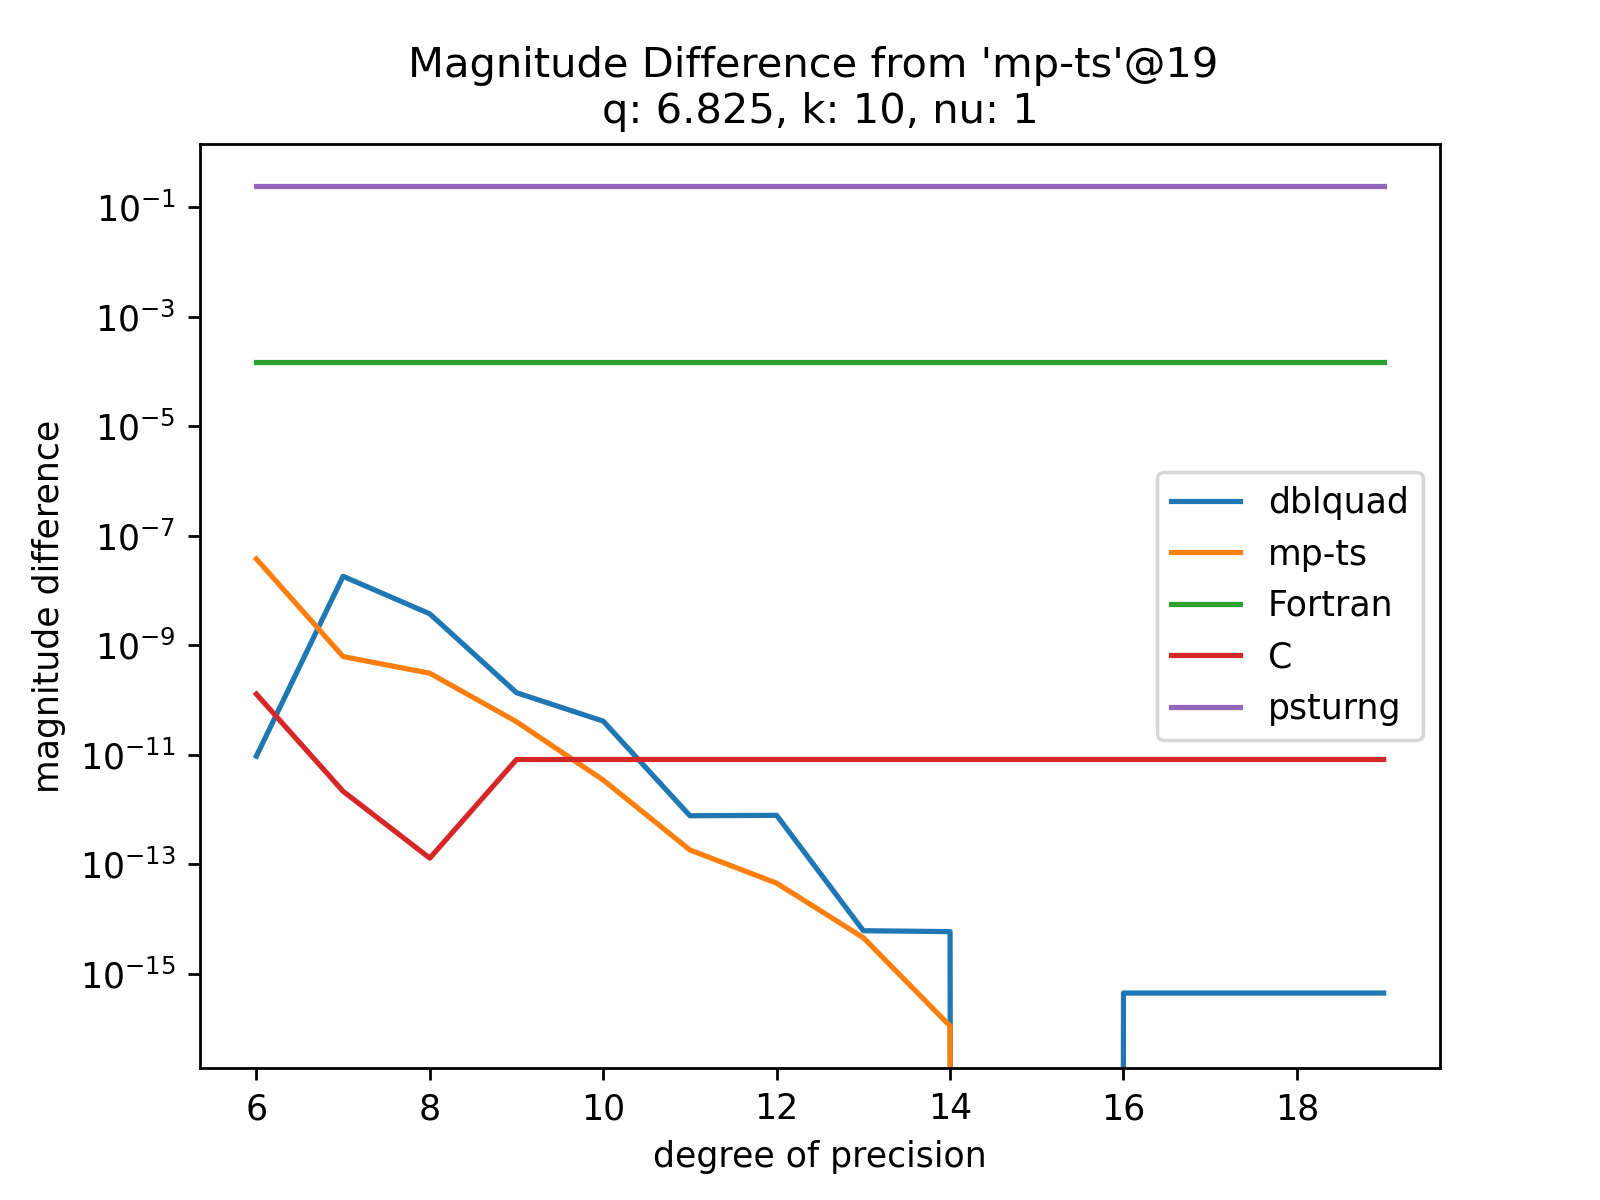 Magnitude Difference from 'mp-ts'@19
q: 6.825, k: 10, nu: 1
magnitude difference
10⁻¹
10⁻³
10⁻⁵
10⁻⁷
10⁻⁹
10⁻¹¹
10⁻¹³
10⁻¹⁵
dblquad
mp-ts
Fortran
C
psturng
6 8 10 12 14 16 18
degree of precision